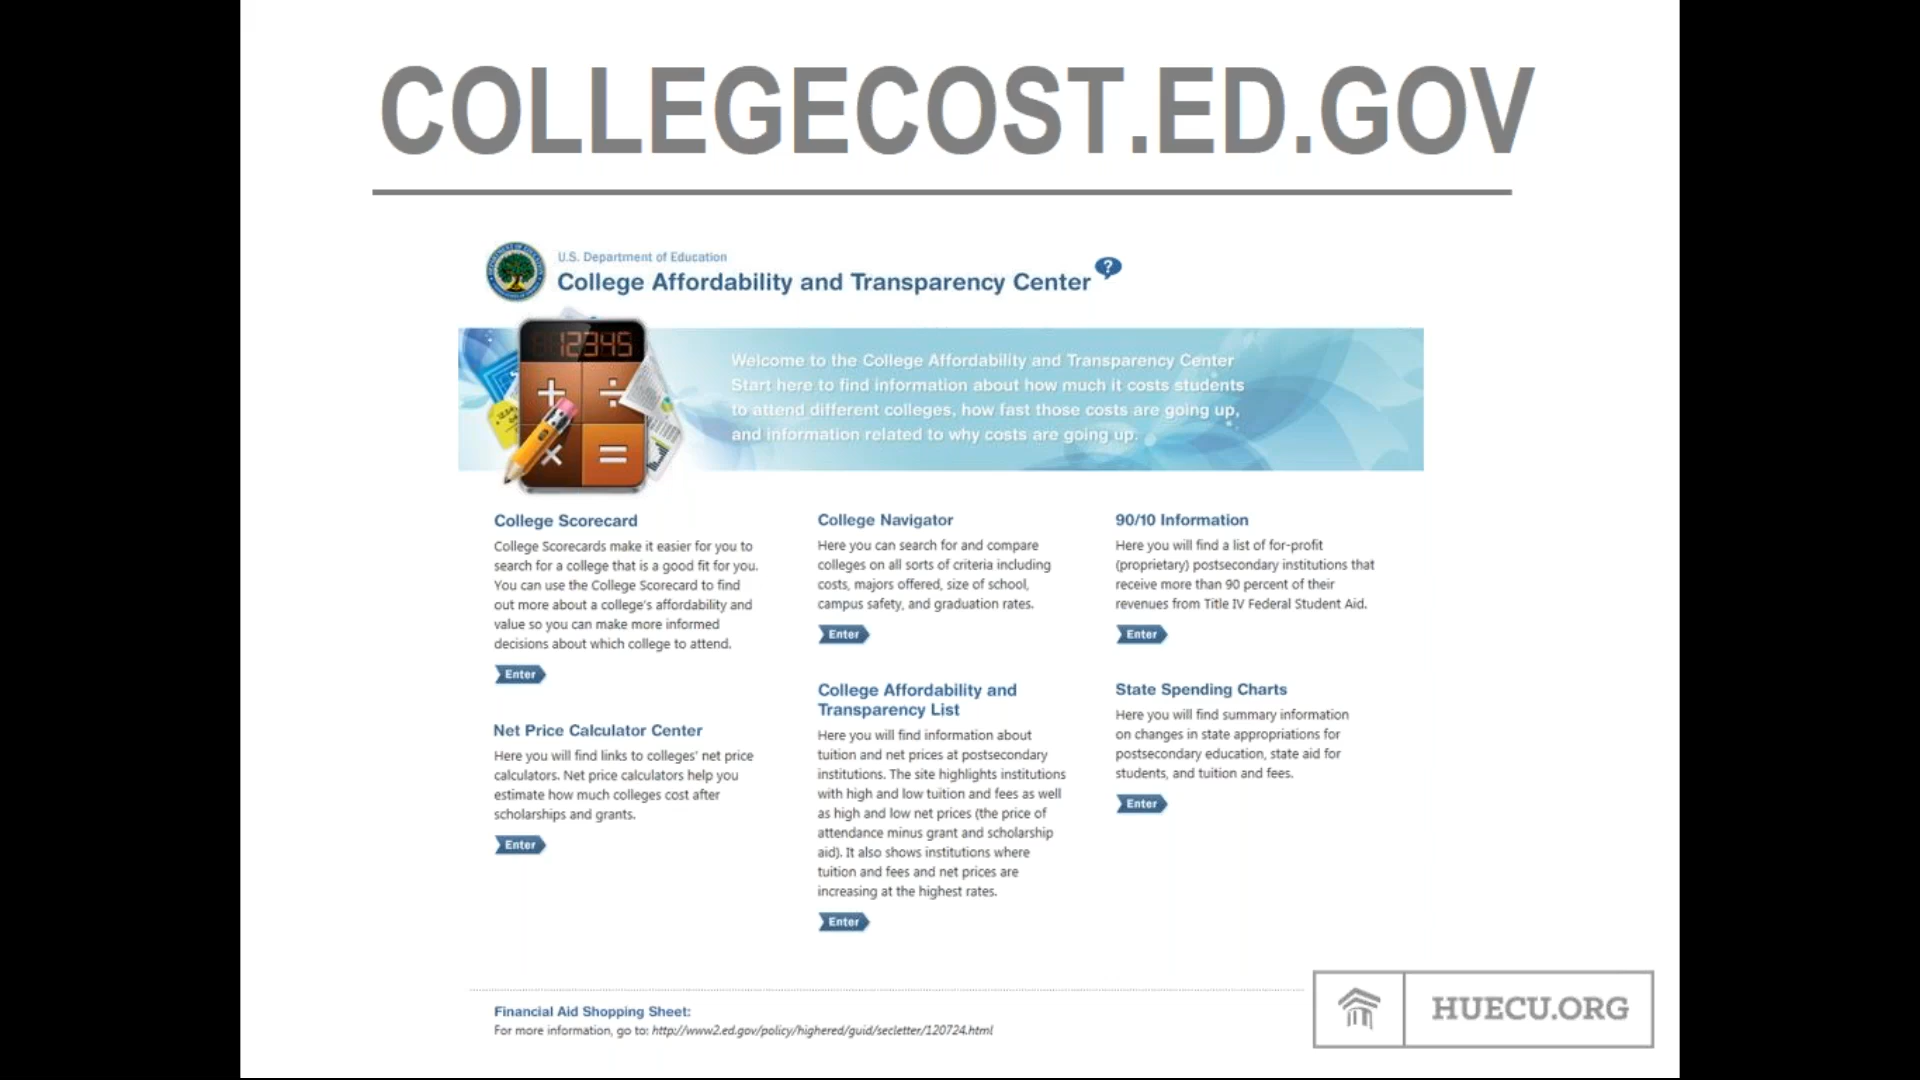 COLLEGECOST.ED.GOV
U.S. Department of Education
College Affordability and Transparency Center
?
12345
Welcome to the College Affordability and Transparency Center
Start here to find information about how much it costs students
to attend different colleges, how fast those costs are going up,
and information related to why costs are going up.
College Scorecard
College Scorecards make it easier for you to
search for a college that is a good fit for you.
You can use the College Scorecard to find
out more about a college's affordability and
value so you can make more informed
decisions about which college to attend.
Enter
Net Price Calculator Center
Here you will find links to colleges' net price
calculators. Net price calculators help you
estimate how much colleges cost after
scholarships and grants.
Enter
College Navigator
Here you can search for and compare
colleges on all sorts of criteria including
costs, majors offered, size of school,
campus safety, and graduation rates.
Enter
College Affordability and
Transparency List
Here you will find information about
tuition and net prices at postsecondary
institutions. The site highlights institutions
with high and low tuition and fees as well
as high and low net prices (the price of
attendance minus grant and scholarship
aid). It also shows institutions where
tuition and fees and net prices are
increasing at the highest rates.
Enter
90/10 Information
Here you will find a list of for-profit
(proprietary) postsecondary institutions that
receive more than 90 percent of their
revenues from Title IV Federal Student Aid.
Enter
State Spending Charts
Here you will find summary information
on changes in state appropriations for
postsecondary education, state aid for
students, and tuition and fees.
Enter
Financial Aid Shopping Sheet:
For more information, go to: http://www2.ed.gov/policy/highered/guid/secletter/120724.html
HUECU.ORG